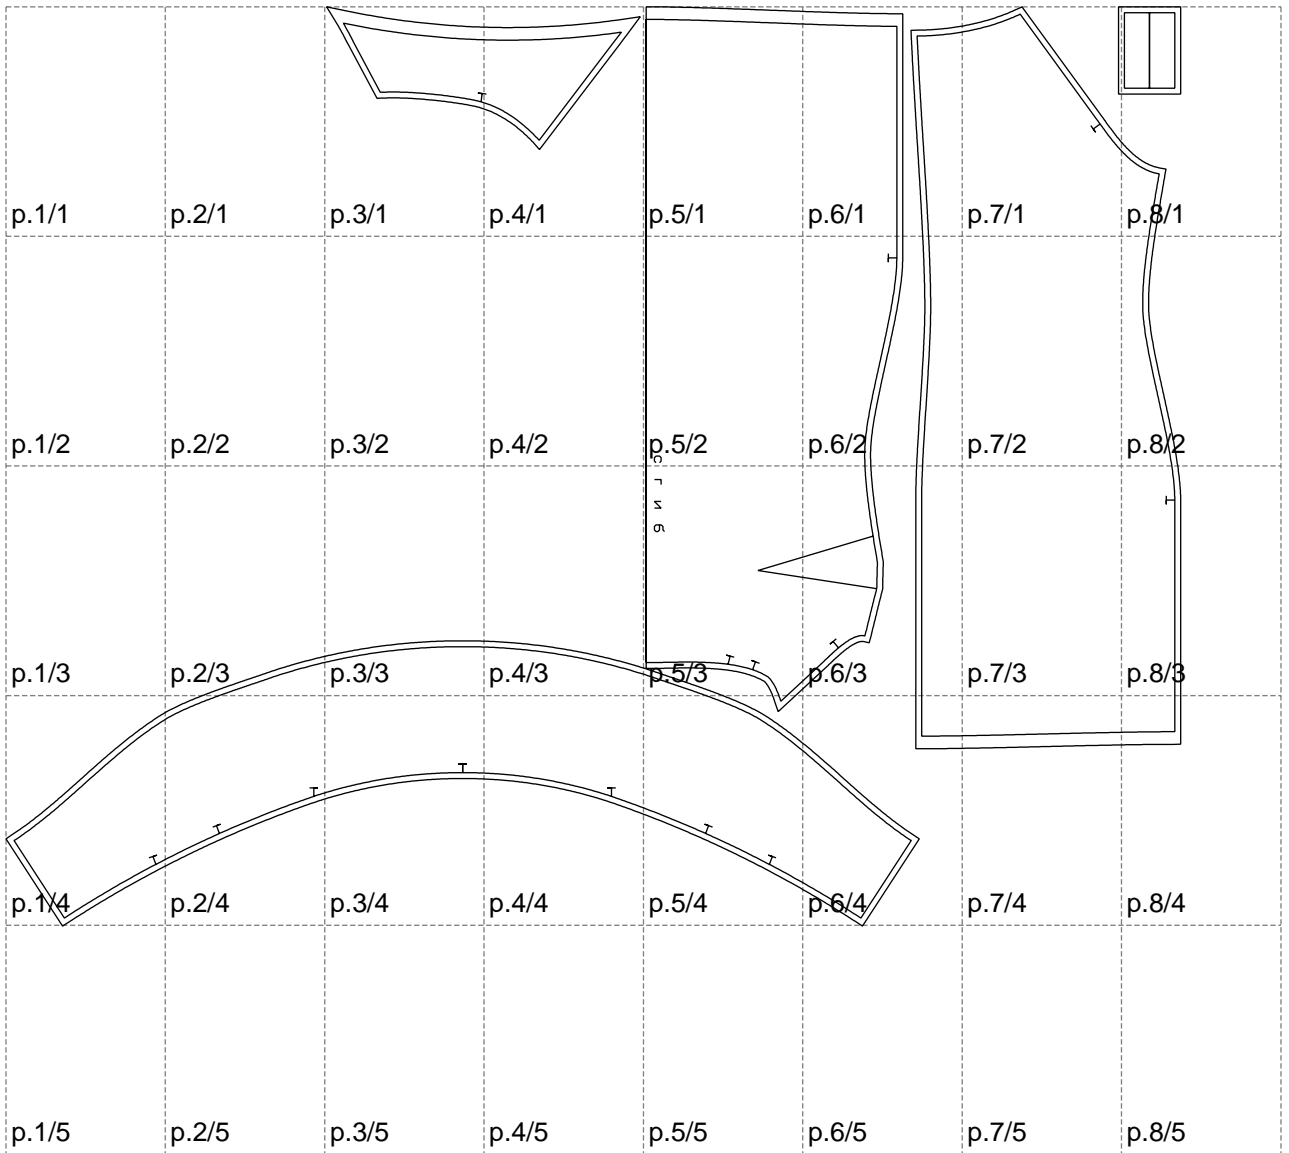 p.1/1 p.2/1 p.3/1 p.4/1 p.5/1 p.6/1 p.7/1 p.8/1
p.1/2 p.2/2 p.3/2 p.4/2 p.5/2 p.6/2 p.7/2 p.8/2
с г и б
p.1/3 p.2/3 p.3/3 p.4/3 p.5/3 p.6/3 p.7/3 p.8/3
p.1/4 p.2/4 p.3/4 p.4/4 p.5/4 p.6/4 p.7/4 p.8/4
p.1/5 p.2/5 p.3/5 p.4/5 p.5/5 p.6/5 p.7/5 p.8/5